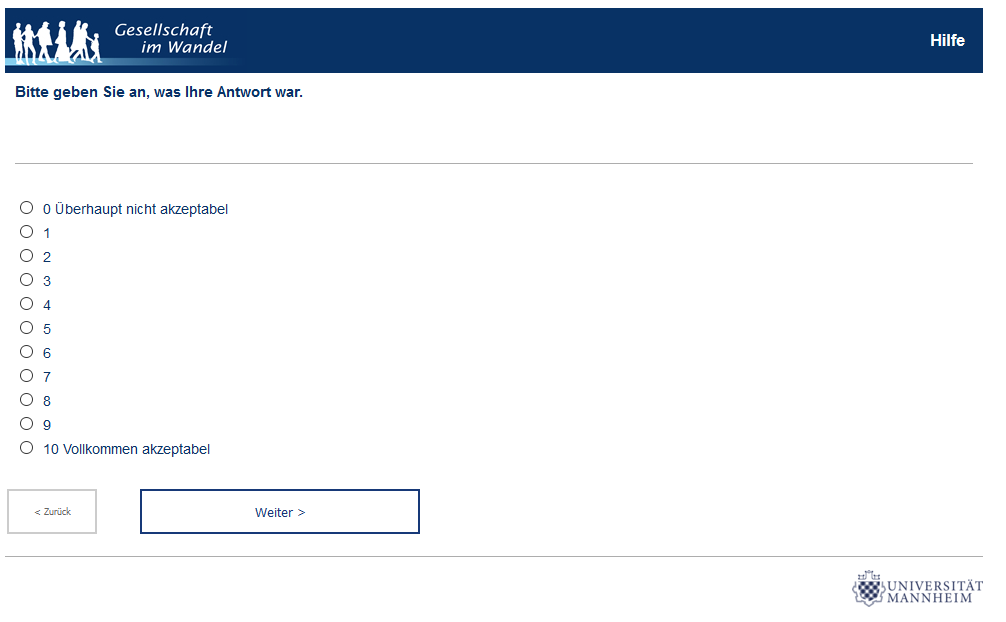 Gesellschaft
im Wandel
Hilfe
Bitte geben Sie an, was Ihre Antwort war.
0 Überhaupt nicht akzeptabel
1
2
3
4
5
6
7
8
9
10 Vollkommen akzeptabel
< Zurück
Weiter >
UNIVERSITÄT
MANNHEIM